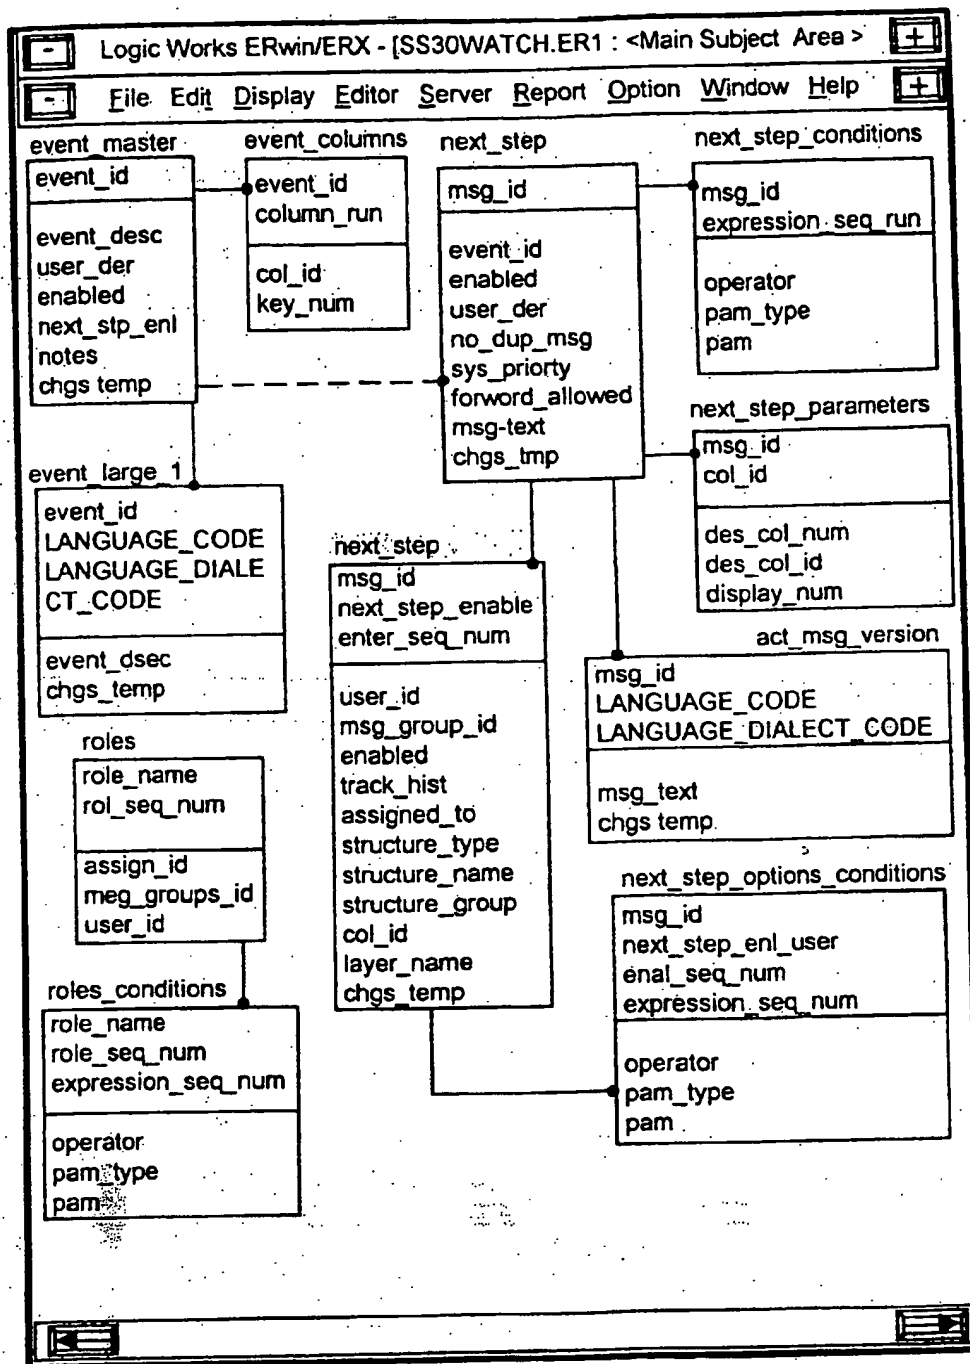 Logic Works ERwin/ERX - [SS30WATCH.ER1 : <Main Subject Area >
File Edit Display Editor Server Report Option Window Help
event_master
event_id
event_desc
user_der
enabled
next_stp_enl
notes
chgs temp
event_columns
event_id
column_run
col_id
key_num
next_step
msg_id
event_id
enabled
user_der
no_dup_msg
sys_priorty
forword_allowed
msg-text
chgs_tmp
next_step_conditions
msg_id
expression_seq_run
operator
pam_type
pam
next_step_parameters
msg_id
col_id
des_col_num
des_col_id
display_num
event_large_1
event_id
LANGUAGE_CODE
LANGUAGE_DIALE
CT_CODE
event_dsec
chgs_temp
next_step
msg_id
next_step_enable
enter_seq_num
user_id
msg_group_id
enabled
track_hist
assigned_to
structure_type
structure_name
structure_group
col_id
layer_name
chgs_temp
act_msg_version
msg_id
LANGUAGE_CODE
LANGUAGE_DIALECT_CODE
msg_text
chgs temp
roles
role_name
rol_seq_num
assign_id
meg_groups_id
user_id
next_step_options_conditions
msg_id
next_step_enl_user
enal_seq_num
expression_seq_num
operator
pam_type
pam
roles_conditions
role_name
role_seq_num
expression_seq_num
operator
pam_type
pam